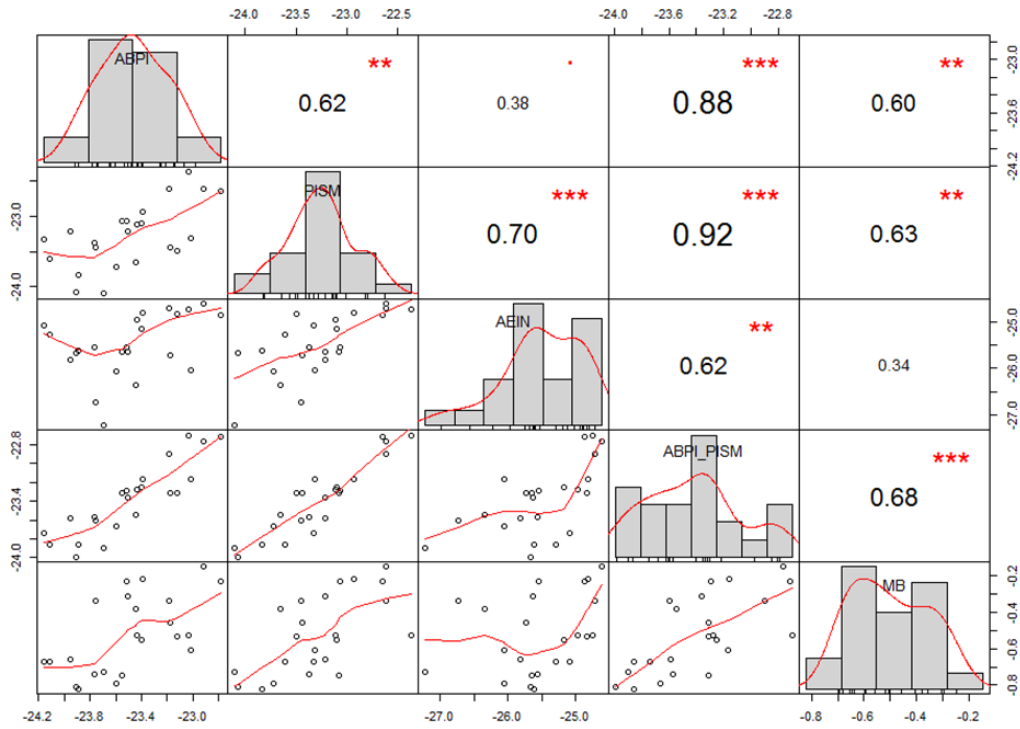 -24.0 -23.0 -22.5 -24.0 -23.6 -23.2 -22.8
ABPI ** . *** **
0.62 0.38 0.88 0.60
-24.2 -23.6 -23.0
-24.0 -23.0
PISM *** *** **
0.70 0.92 0.63
AEIN **
0.62 0.34
-27.0 -26.0 -25.0
-24.0 -23.4 -22.8
ABPI_PISM ***
0.68
MB
-0.8 -0.6 -0.4 -0.2
-24.2 -23.8 -23.4 -23.0 -27.0 -26.0 -25.0 -0.8 -0.6 -0.4 -0.2